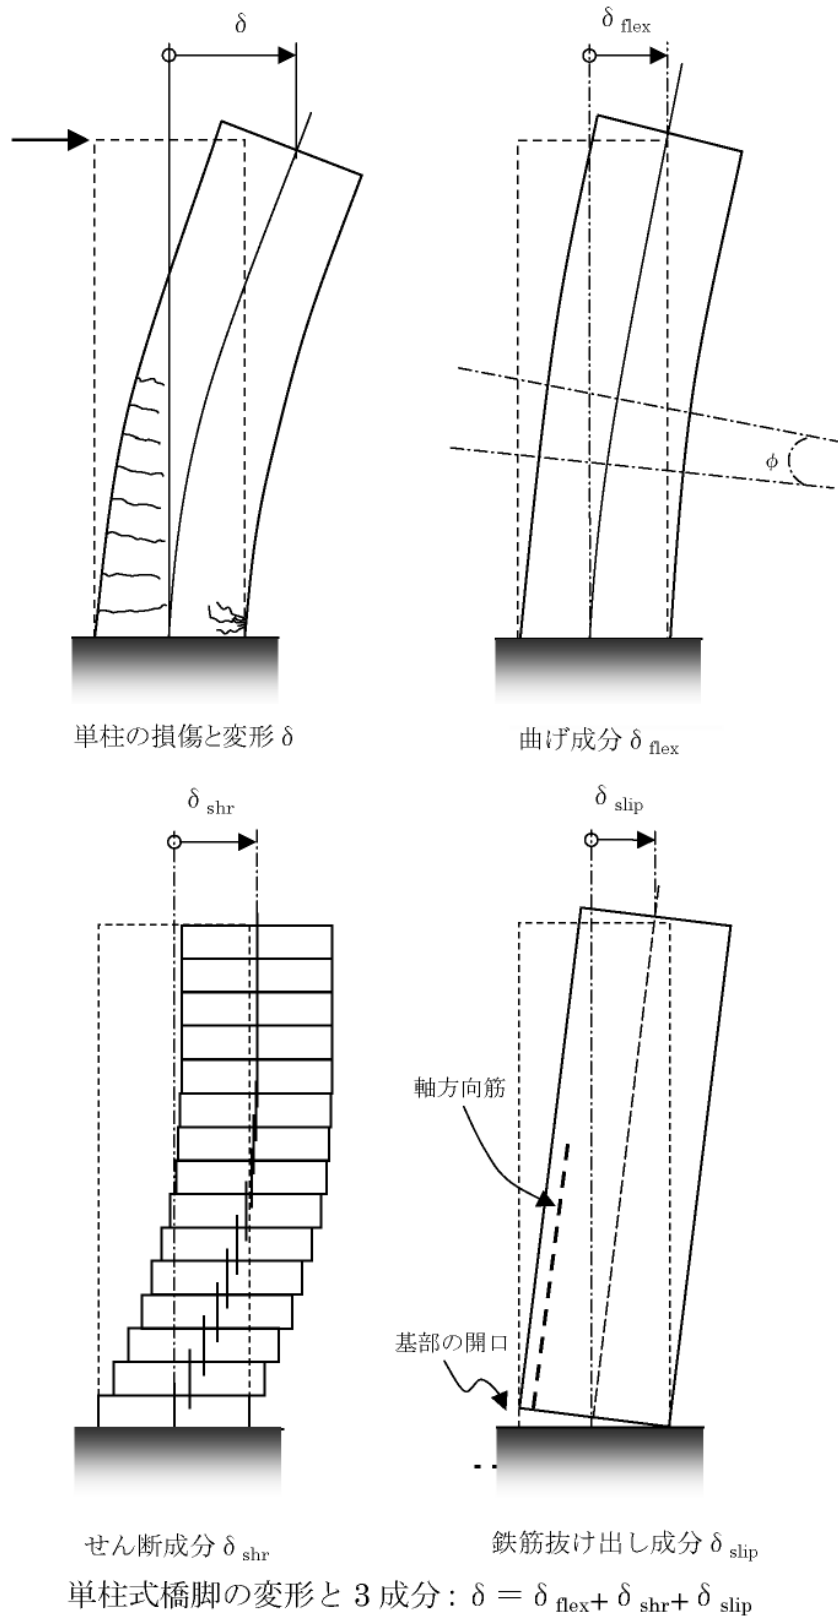 δ
δ flex
φ
単柱の損傷と変形 δ
曲げ成分 δ flex
δ shr
δ slip
軸方向筋
基部の開口
せん断成分 δ shr
鉄筋抜け出し成分 δ slip
単柱式橋脚の変形と 3 成分 : δ = δ flex+ δ shr+ δ slip